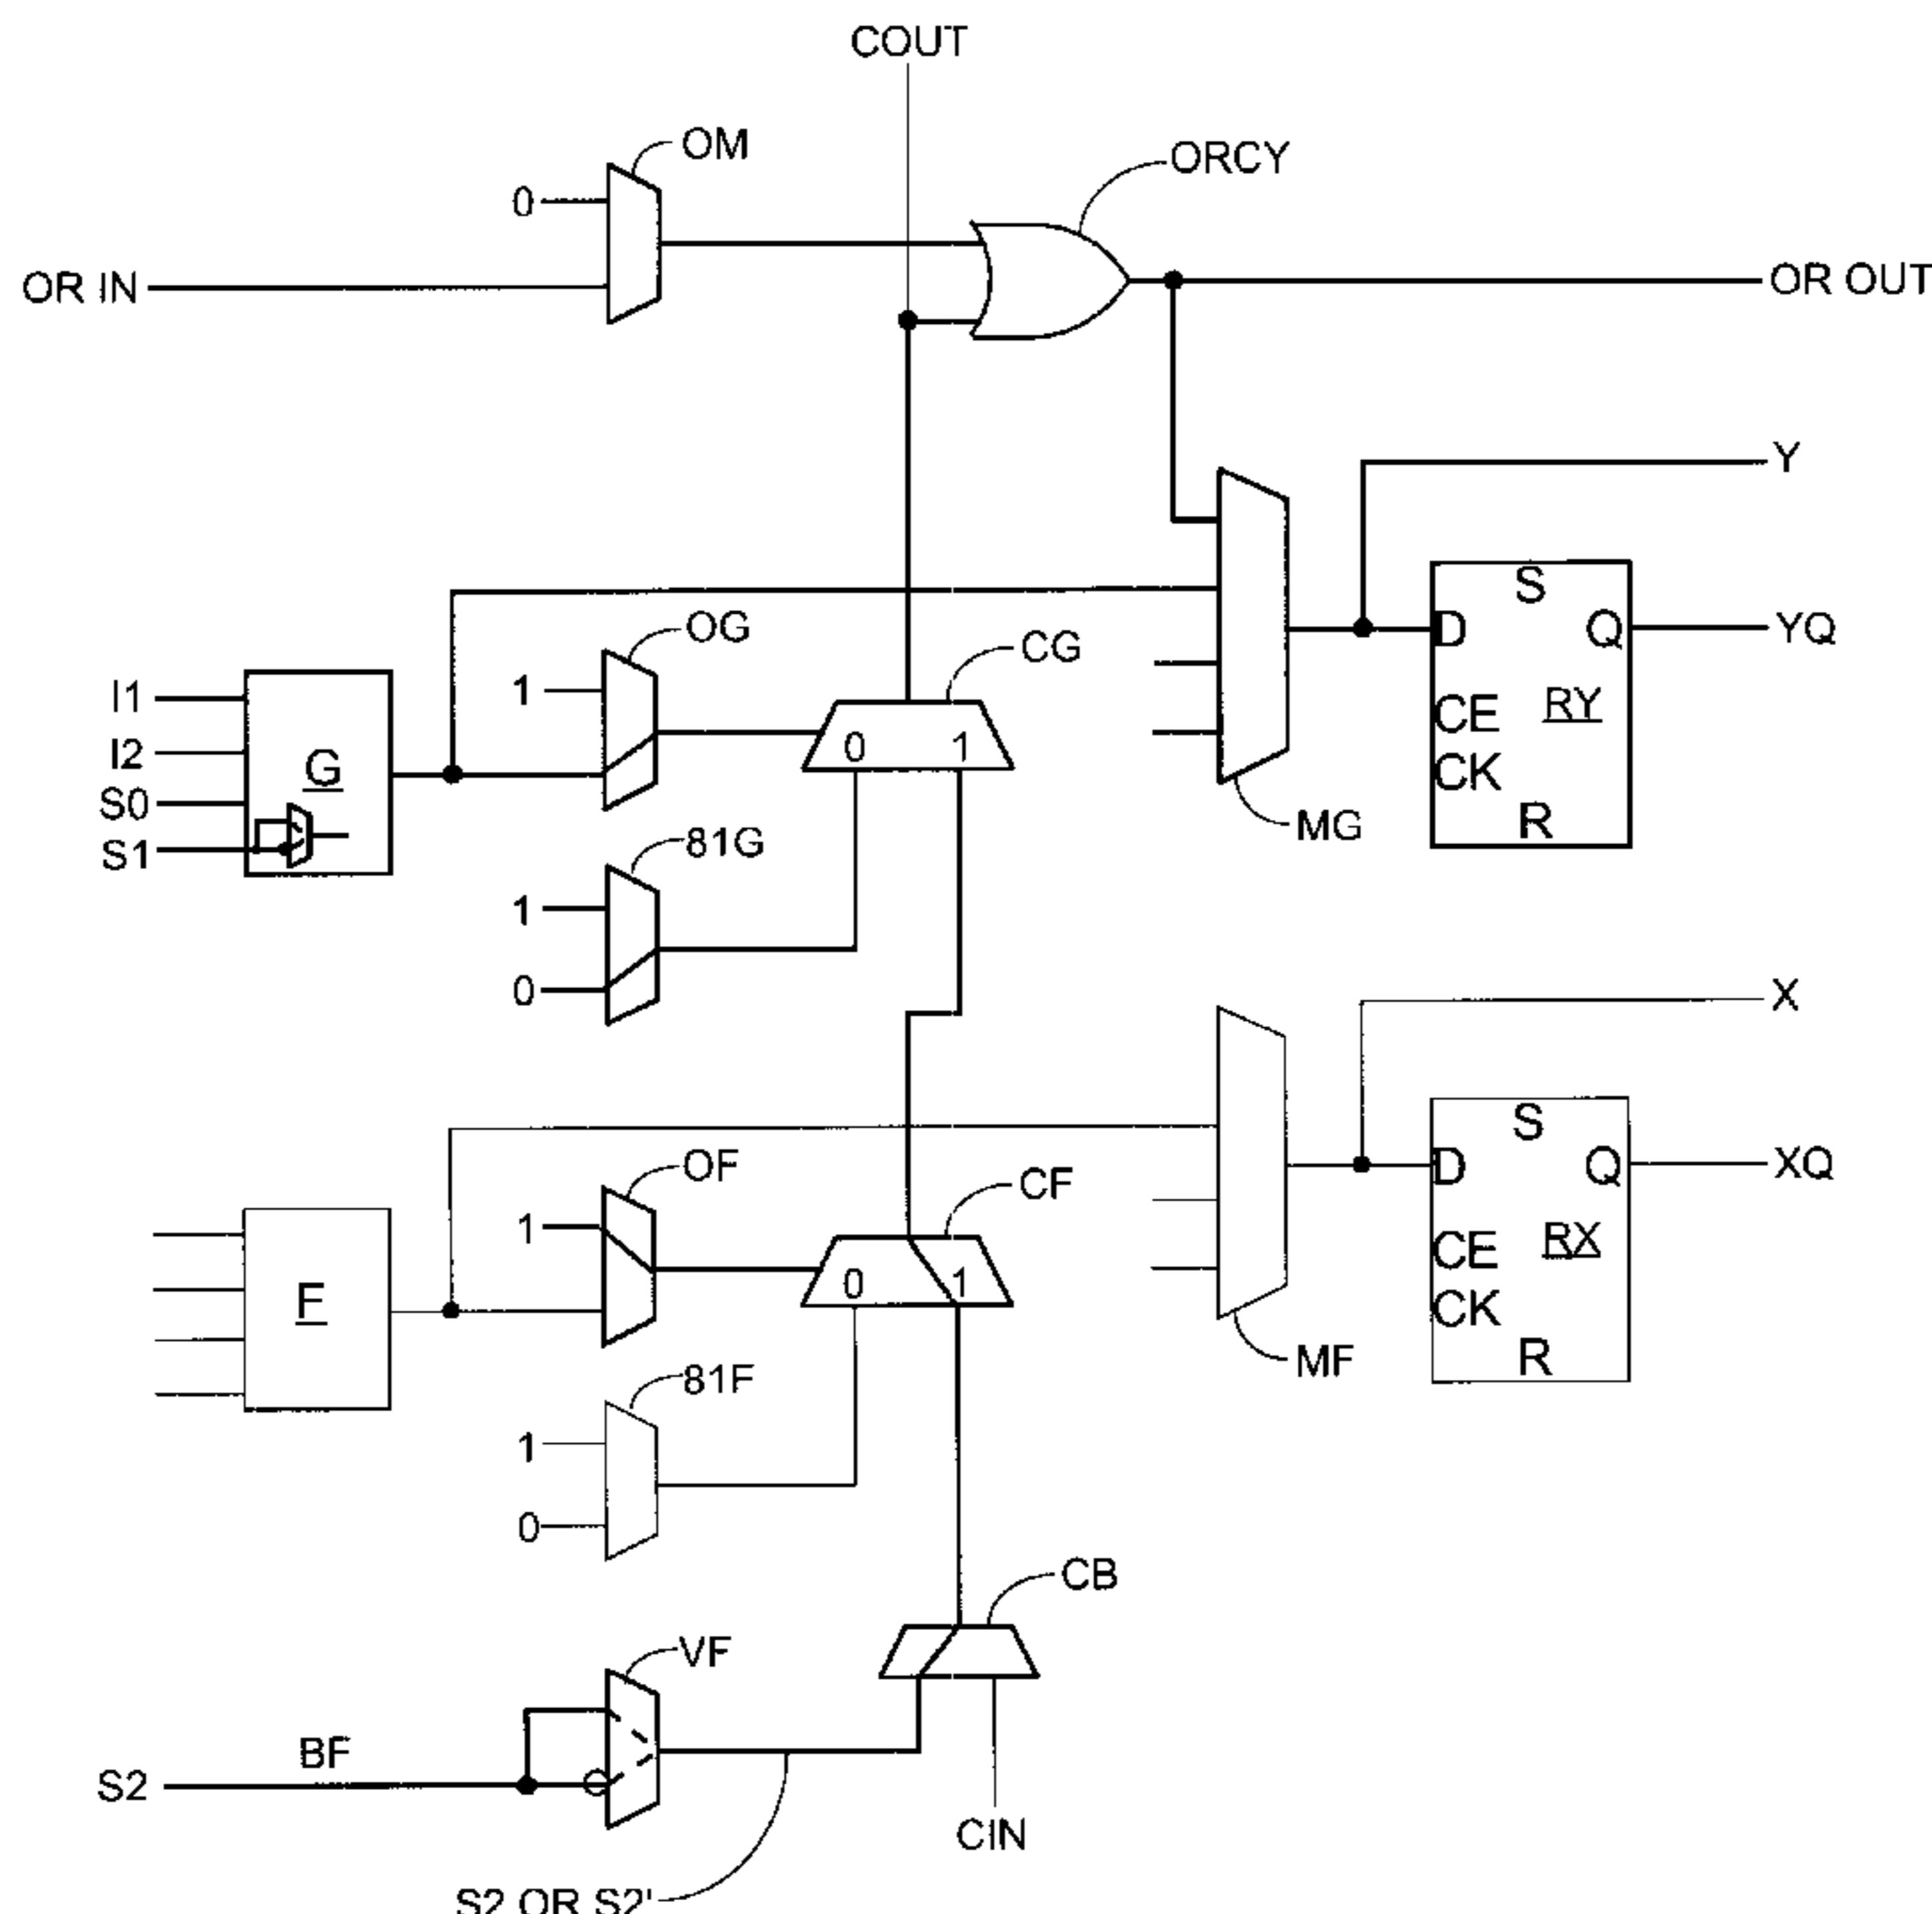 COUT
OM
ORCY
0
OR IN
OR OUT
Y
S
OG
CG
D
Q
YQ
I1
1
I2
G
0 1
CE
RY
S0
CK
S1
81G
MG
R
1
0
X
S
OF
CF
D
Q
XQ
1
CE
RX
F
0 1
CK
81F
MF
R
1
0
CB
VF
BF
S2
CIN
S2 OR S2'